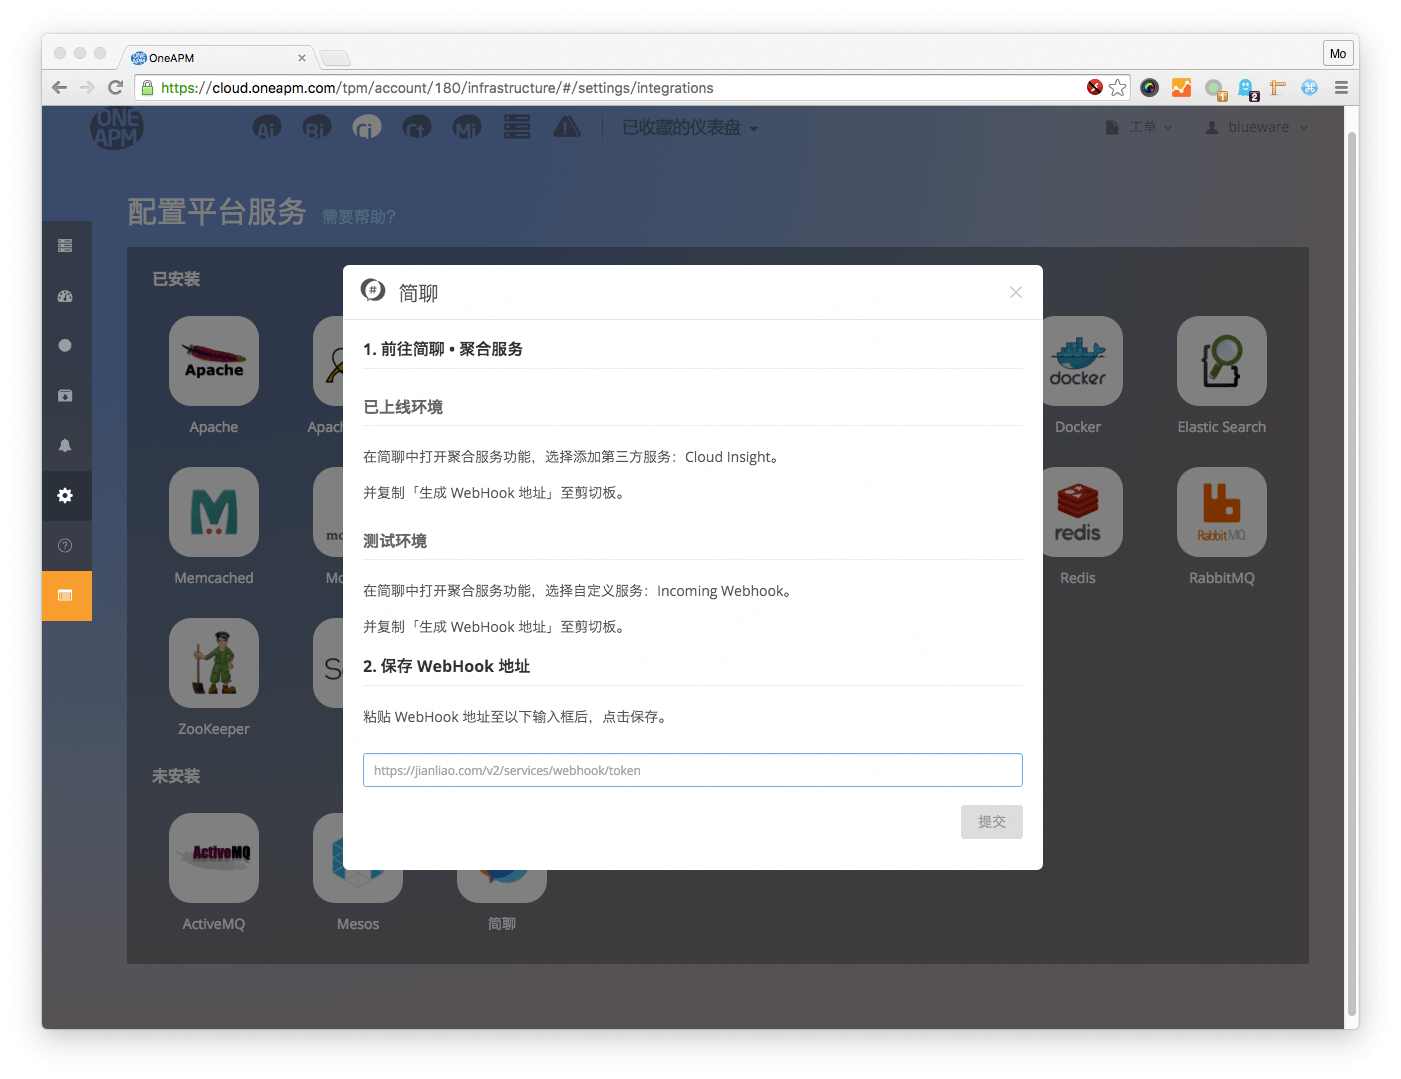 OneAPM
Mo
https://cloud.oneapm.com/tpm/account/180/infrastructure/#/settings/integrations
1
2
ONE
APM
Ai
Bi
Ci
Ct
Mi
已收藏的仪表盘
工单
blueware
配置平台服务 需要帮助?
已安装
简聊
1. 前往简聊 • 聚合服务
已上线环境
在简聊中打开聚合服务功能，选择添加第三方服务：Cloud Insight。
并复制「生成 WebHook 地址」至剪切板。
测试环境
在简聊中打开聚合服务功能，选择自定义服务：Incoming Webhook。
并复制「生成 WebHook 地址」至剪切板。
2. 保存 WebHook 地址
粘贴 WebHook 地址至以下输入框后，点击保存。
https://jianliao.com/v2/services/webhook/token
提交
Apache
Apache
docker
Docker
Elastic Search
Memcached
redis
Redis
RabbitMQ
RabbitMQ
ZooKeeper
未安装
ActiveMQ
ActiveMQ
Mesos
简聊